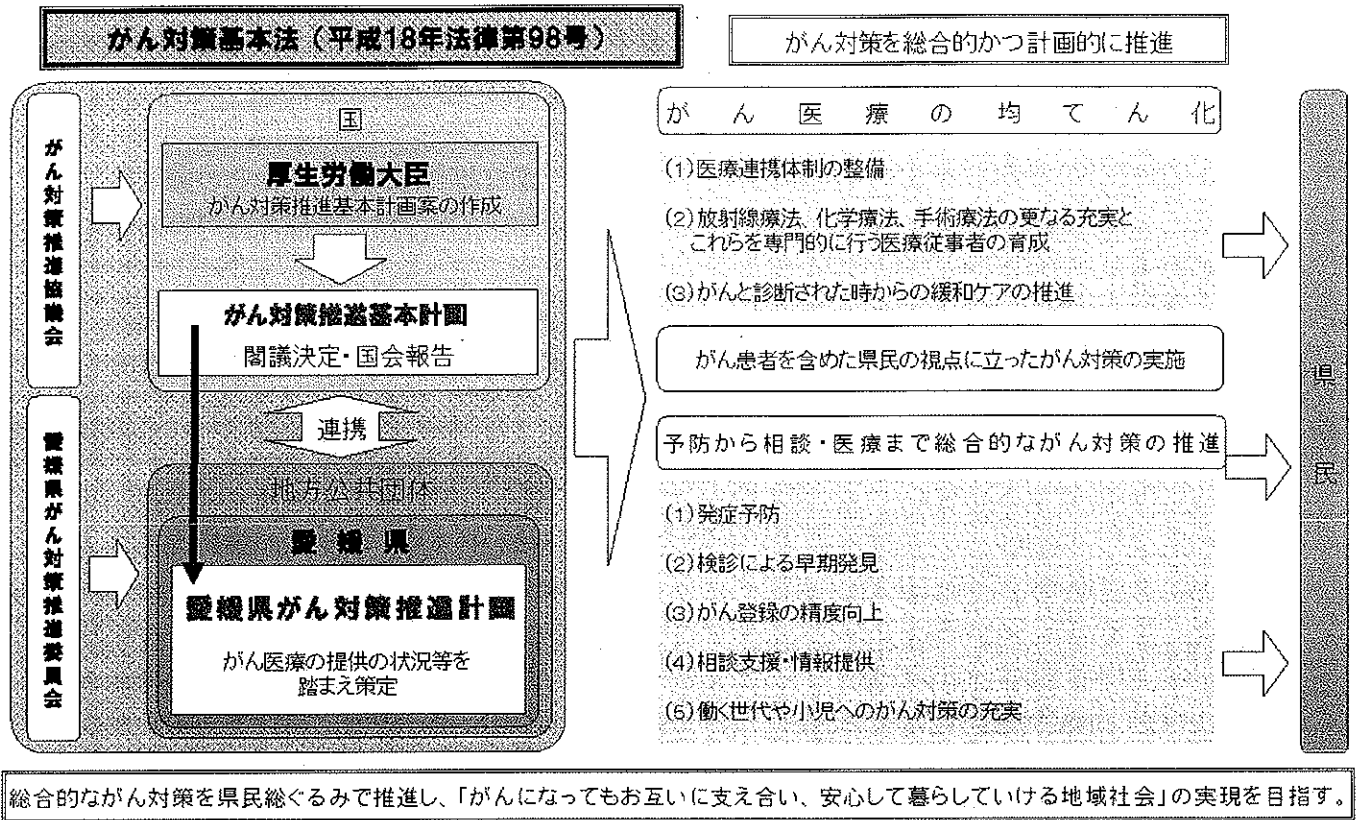 がん対策基本法（平成18年法律第98号）
がん対策を総合的かつ計画的に推進
がん対策推進協議会
国
厚生労働大臣
がん対策推進基本計画案の作成
がん対策推進基本計画
閣議決定・国会報告
連携
愛媛県がん対策推進委員会
地方公共団体
愛媛県
愛媛県がん対策推進計画
がん医療の提供の状況等を
踏まえ策定
がん医療の均てん化
(1)医療連携体制の整備
(2)放射線療法、化学療法、手術療法の更なる充実と
これらを専門的に行う医療従事者の育成
(3)がんと診断された時からの緩和ケアの推進
がん患者を含めた県民の視点に立ったがん対策の実施
予防から相談・医療まで総合的ながん対策の推進
(1)発症予防
(2)検診による早期発見
(3)がん登録の精度向上
(4)相談支援・情報提供
(5)働く世代や小児へのがん対策の充実
県民
総合的ながん対策を県民総ぐるみで推進し、「がんになってもお互いに支え合い、安心して暮らしていける地域社会」の実現を目指す。